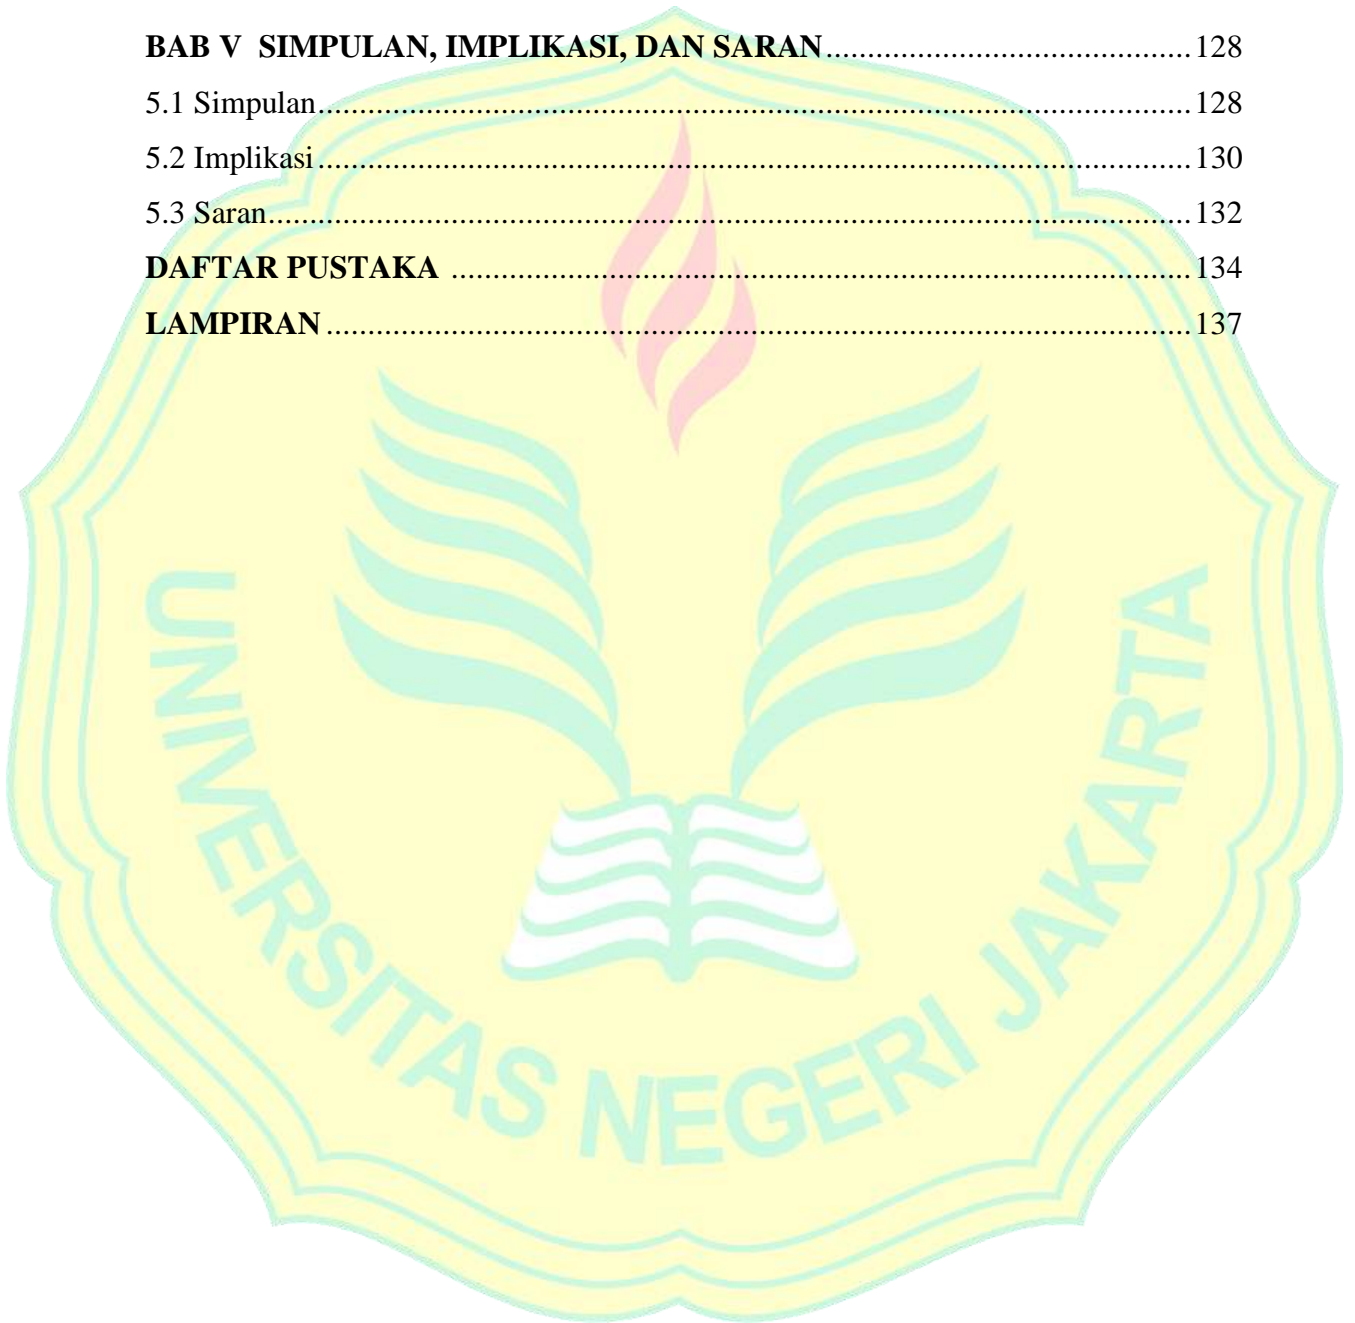 BAB V  SIMPULAN, IMPLIKASI, DAN SARAN............................................128
5.1 Simpulan..........................................................................................................128
5.2 Implikasi..........................................................................................................130
5.3 Saran................................................................................................................132
DAFTAR PUSTAKA ..........................................................................................134
LAMPIRAN.........................................................................................................137
UNIVERSITAS NEGERI JAKARTA